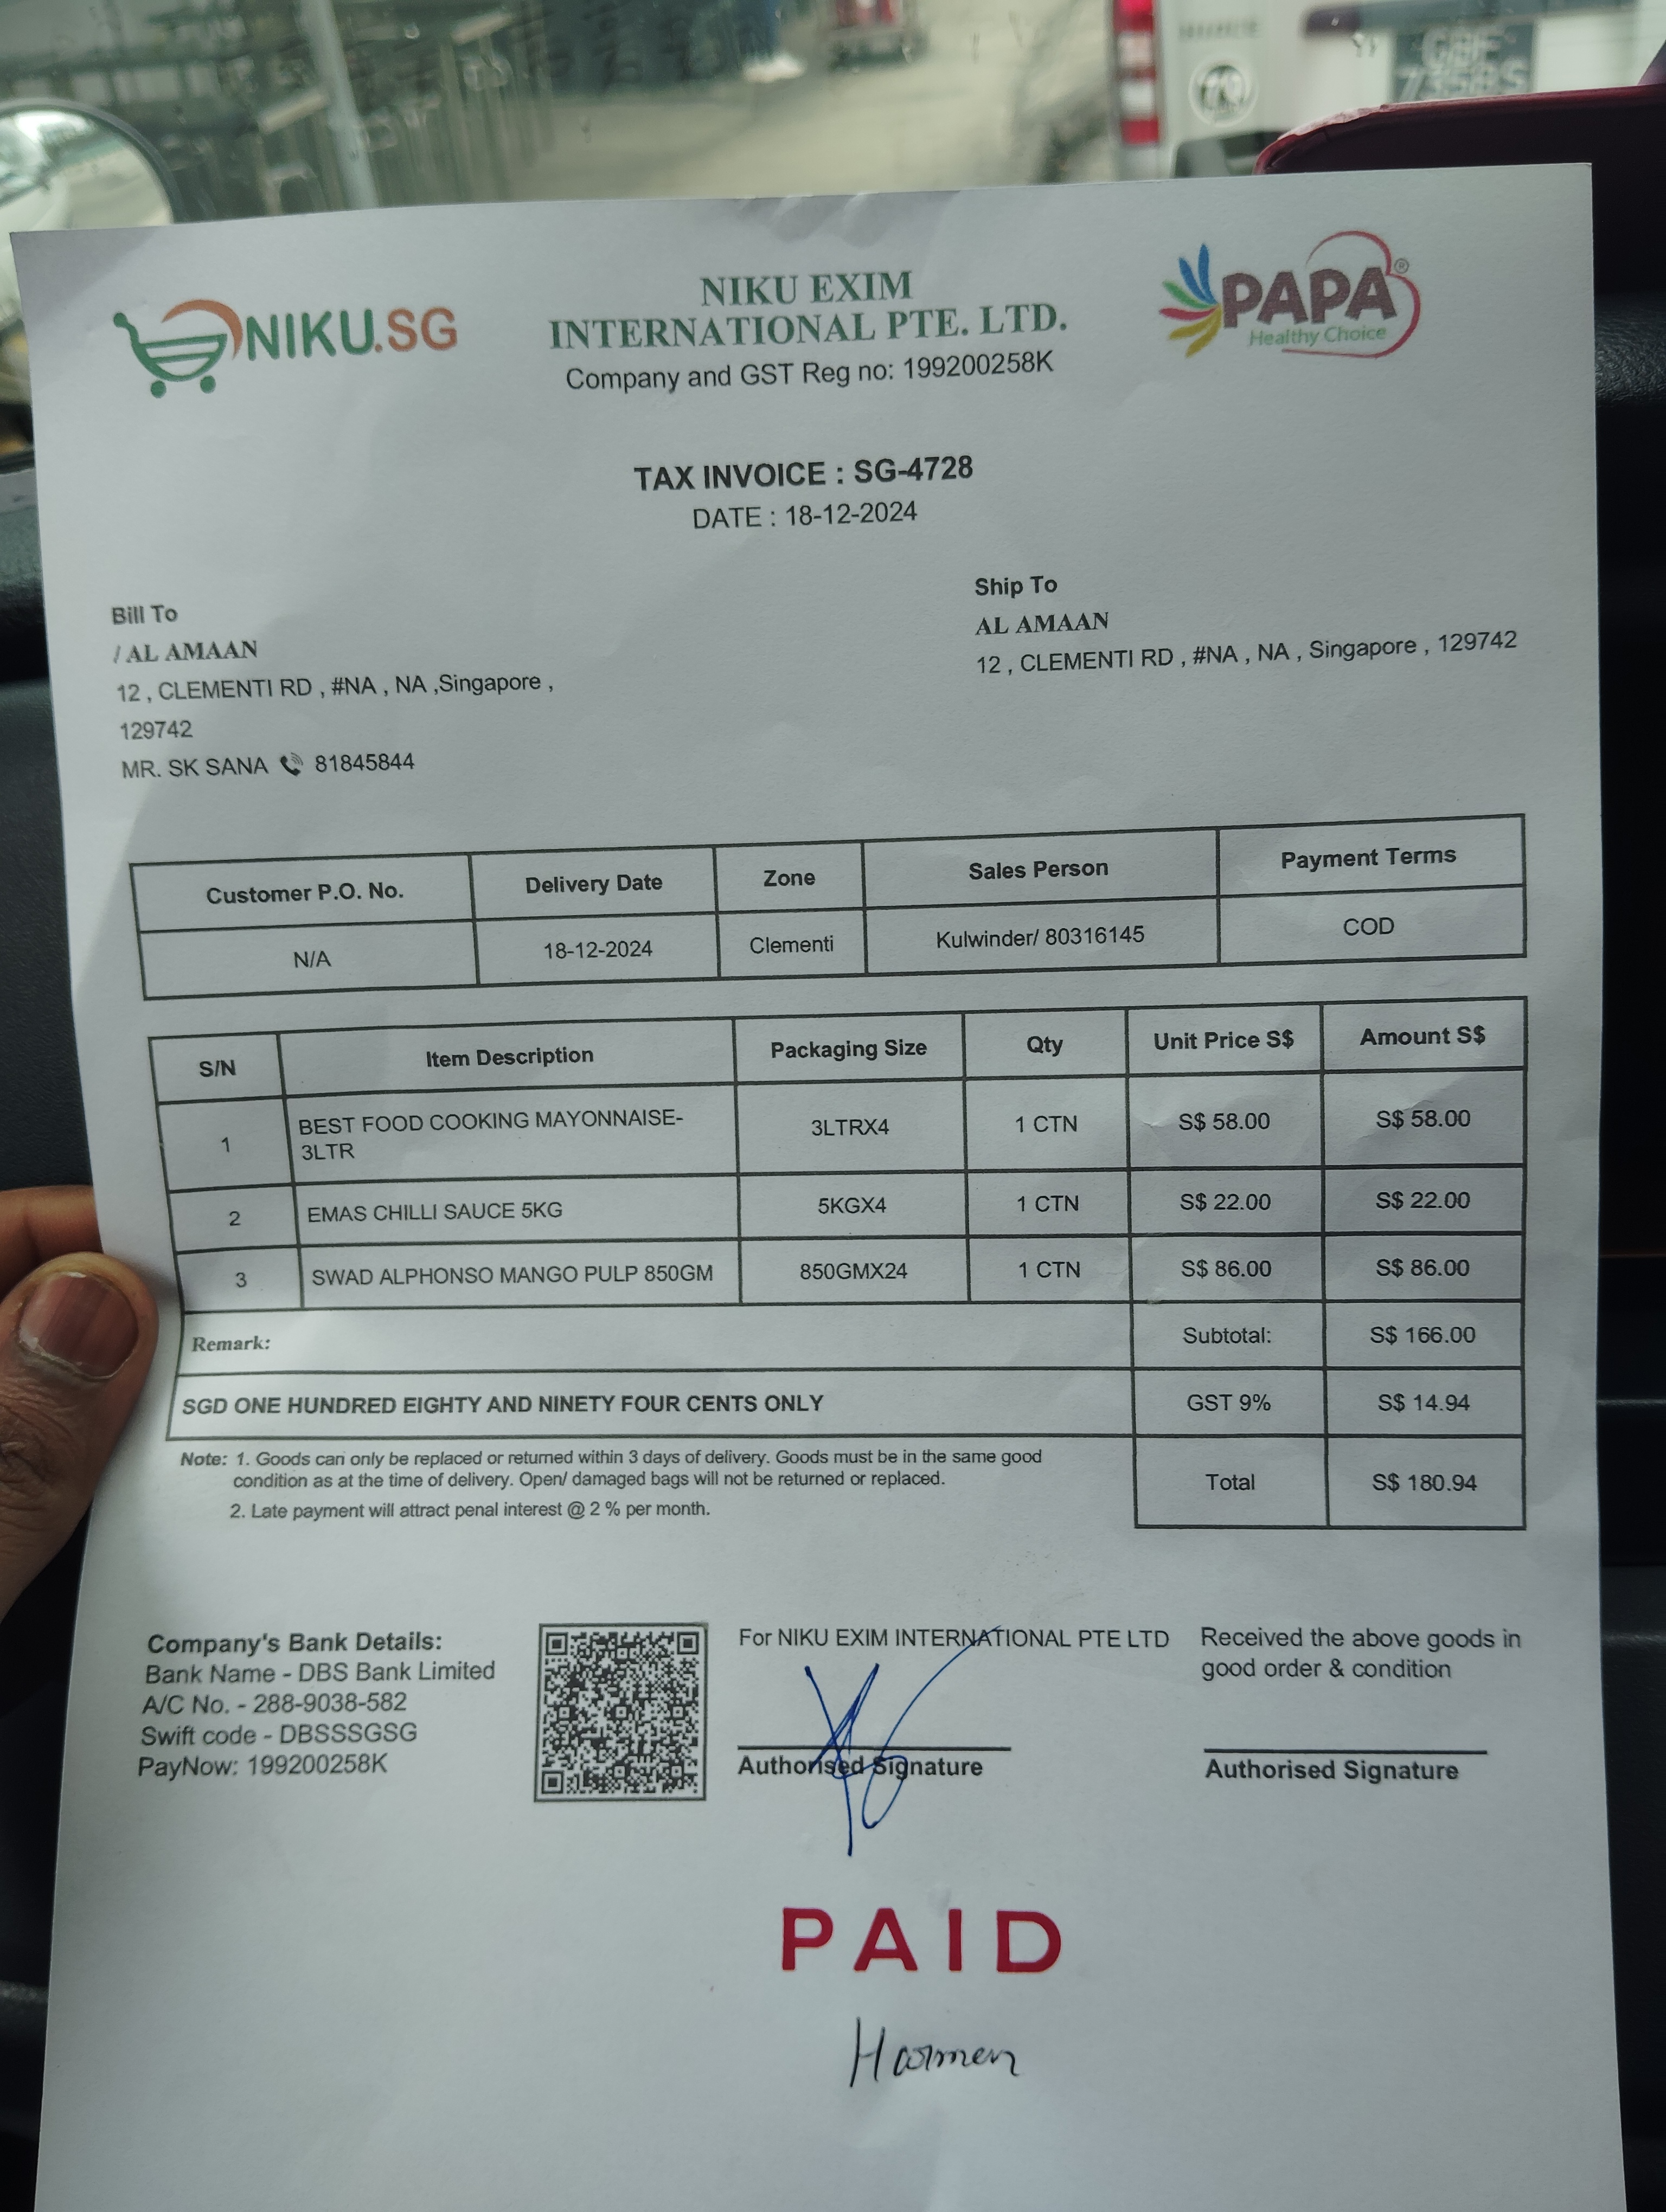 GBF
7358S
NIKU.SG
NIKU EXIM
INTERNATIONAL PTE. LTD.
Company and GST Reg no: 199200258K
PAPA®
Healthy Choice
TAX INVOICE : SG-4728
DATE : 18-12-2024
Bill To
/ AL AMAAN
12 , CLEMENTI RD , #NA , NA ,Singapore ,
129742
MR. SK SANA 81845844
Ship To
AL AMAAN
12 , CLEMENTI RD , #NA , NA , Singapore , 129742
Customer P.O. No. Delivery Date Zone Sales Person Payment Terms
N/A 18-12-2024 Clementi Kulwinder/ 80316145 COD
S/N Item Description Packaging Size Qty Unit Price S$ Amount S$
1 BEST FOOD COOKING MAYONNAISE-
3LTR 3LTRX4 1 CTN S$ 58.00 S$ 58.00
2 EMAS CHILLI SAUCE 5KG 5KGX4 1 CTN S$ 22.00 S$ 22.00
3 SWAD ALPHONSO MANGO PULP 850GM 850GMX24 1 CTN S$ 86.00 S$ 86.00
Remark: Subtotal: S$ 166.00
SGD ONE HUNDRED EIGHTY AND NINETY FOUR CENTS ONLY GST 9% S$ 14.94
Total S$ 180.94
Note: 1. Goods can only be replaced or returned within 3 days of delivery. Goods must be in the same good
condition as at the time of delivery. Open/ damaged bags will not be returned or replaced.
2. Late payment will attract penal interest @ 2 % per month.
Company's Bank Details:
Bank Name - DBS Bank Limited
A/C No. - 288-9038-582
Swift code - DBSSSGSG
PayNow: 199200258K
For NIKU EXIM INTERNATIONAL PTE LTD
Authorised Signature
Received the above goods in
good order & condition
Authorised Signature
PAID
Harmen